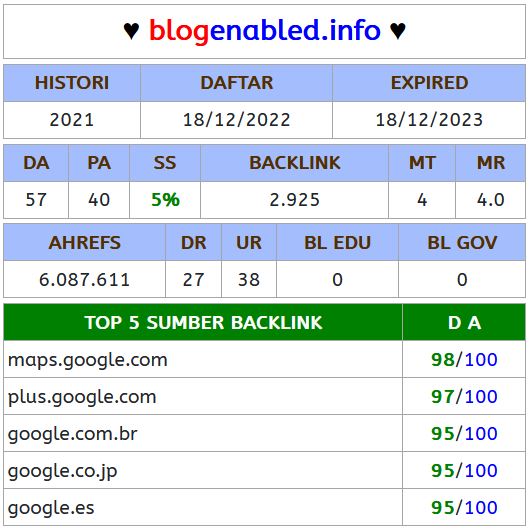 ♥ blogenabled.info ♥
HISTORI DAFTAR EXPIRED
2021 18/12/2022 18/12/2023
DA PA SS BACKLINK MT MR
57 40 5% 2.925 4 4.0
AHREFS DR UR BL EDU BL GOV
6.087.611 27 38 0 0
TOP 5 SUMBER BACKLINK D A
maps.google.com 98/100
plus.google.com 97/100
google.com.br 95/100
google.co.jp 95/100
google.es 95/100